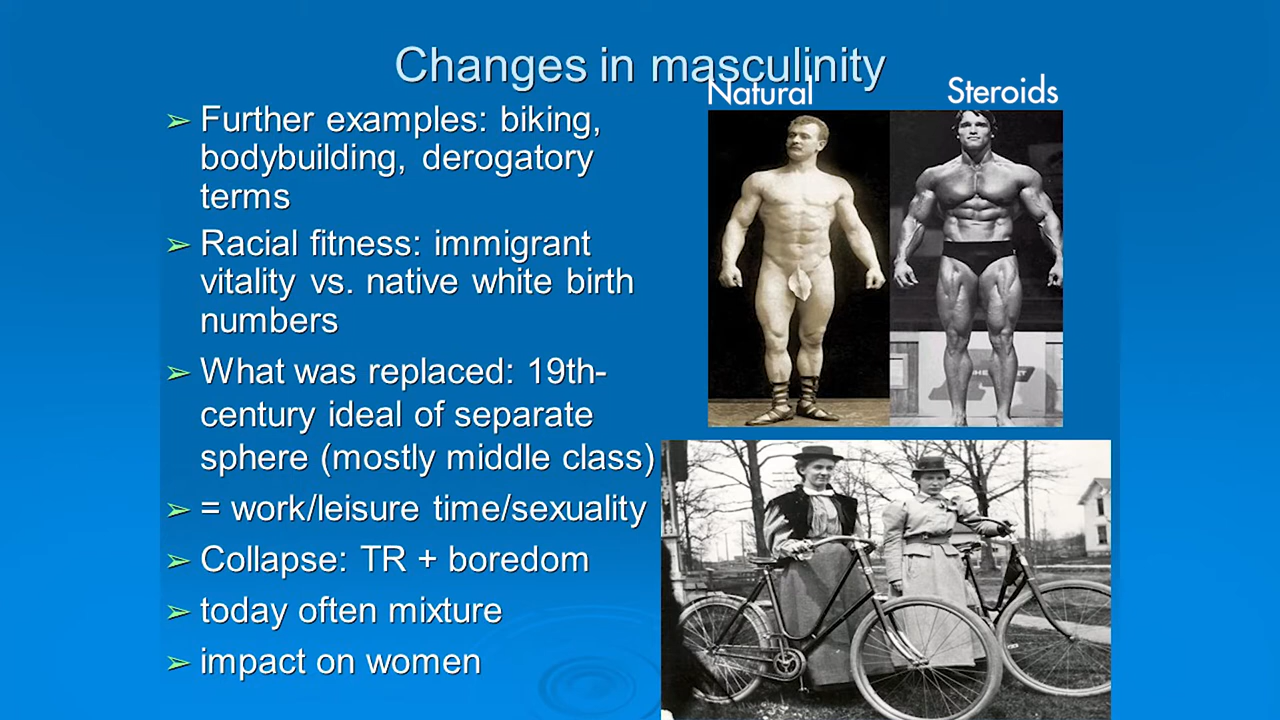 Changes in masculinity
Natural
Steroids
➢ Further examples: biking,
bodybuilding, derogatory
terms
➢ Racial fitness: immigrant
vitality vs. native white birth
numbers
➢ What was replaced: 19th-
century ideal of separate
sphere (mostly middle class)
➢ = work/leisure time/sexuality
➢ Collapse: TR + boredom
➢ today often mixture
➢ impact on women